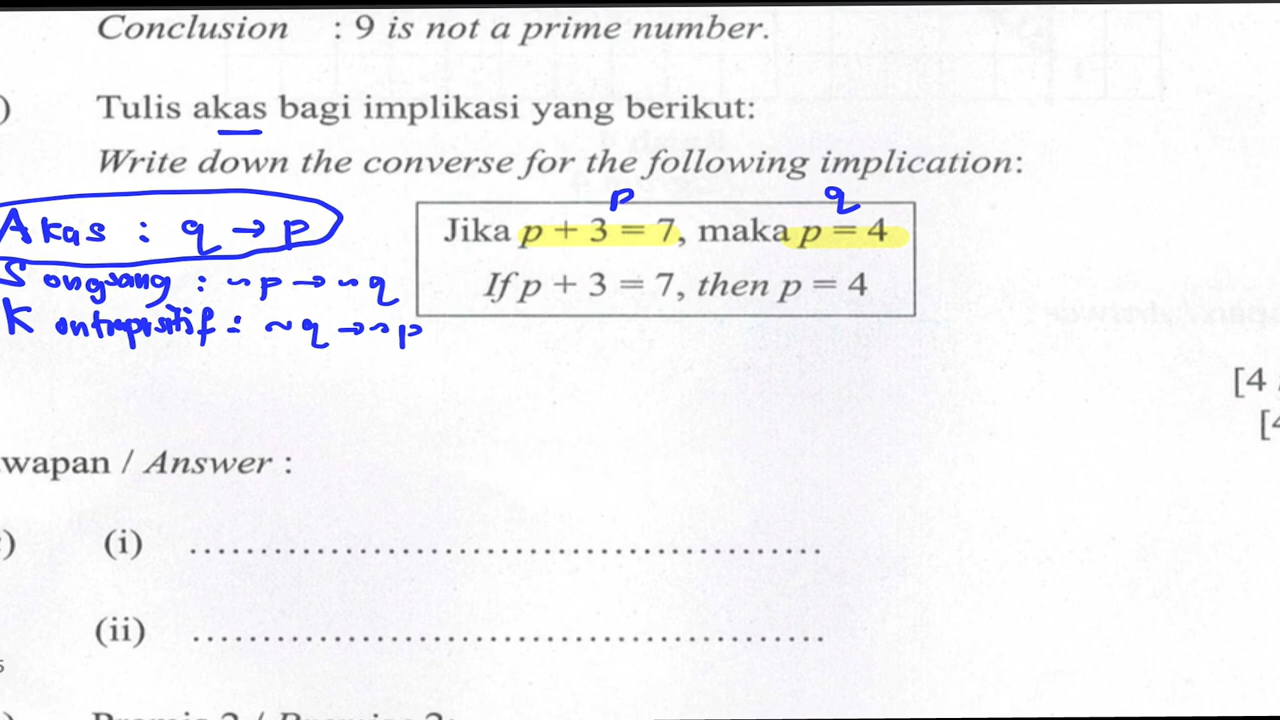 Conclusion : 9 is not a prime number.
) Tulis akas bagi implikasi yang berikut:
Write down the converse for the following implication:
p q
Akas : q → p
Jika p + 3 = 7, maka p = 4
Songsang : ~p → ~q
If p + 3 = 7, then p = 4
Kontrapositif : ~q → ~p
[4
[4
wapan / Answer :
) (i) ............................................
(ii) ............................................